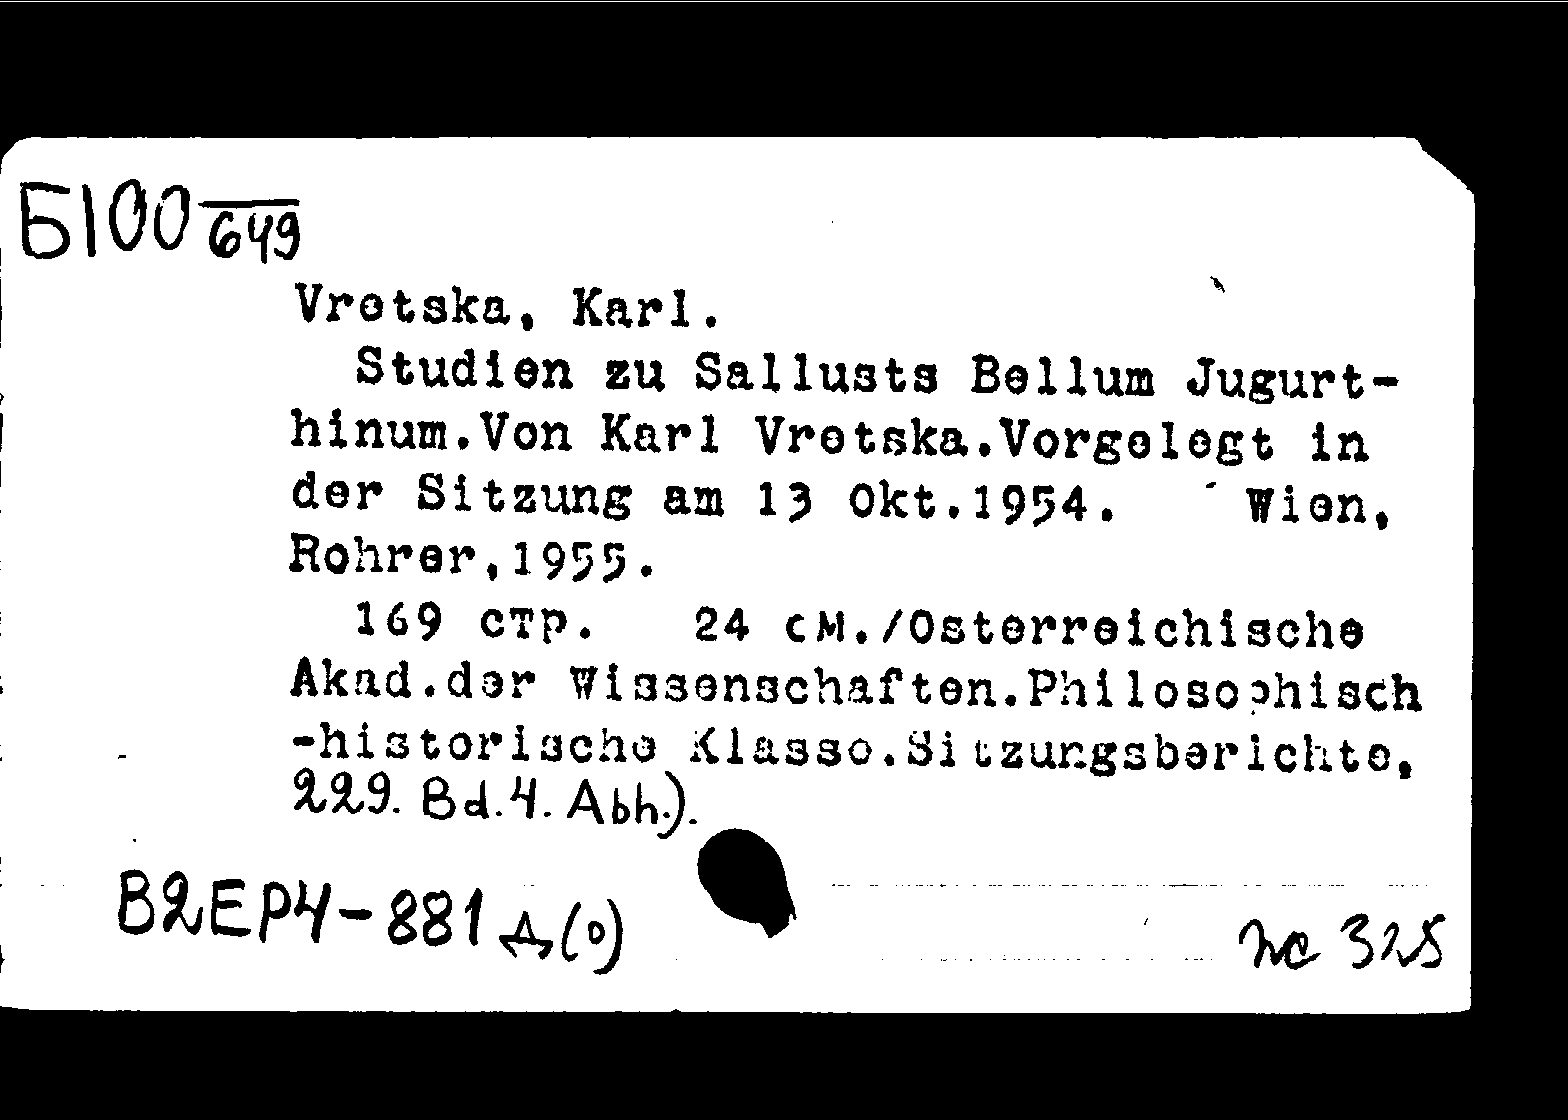 Б100 649
Vretska, Karl.
Studien zu Sallusts Bellum Jugurt-
hinum.Von Karl Vretska.Vorgelegt in
der Sitzung am 13 Okt.1954. Wien,
Rohrer,1955.
169 стр. 24 см./Osterreichische
Akad.der Wissenschaften.Philosophisch
-historische Klasse.Sitzungsberichte,
229. Bd.4. Abh.).
В2ЕР4-881 д(о)